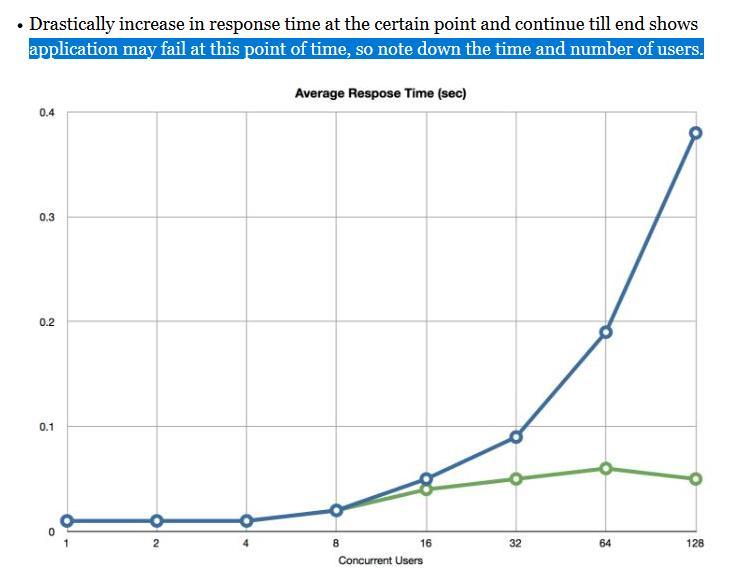 • Drastically increase in response time at the certain point and continue till end shows
application may fail at this point of time, so note down the time and number of users.
Average Respose Time (sec)
0.4
0.3
0.2
0.1
0
1 2 4 8 16 32 64 128
Concurrent Users